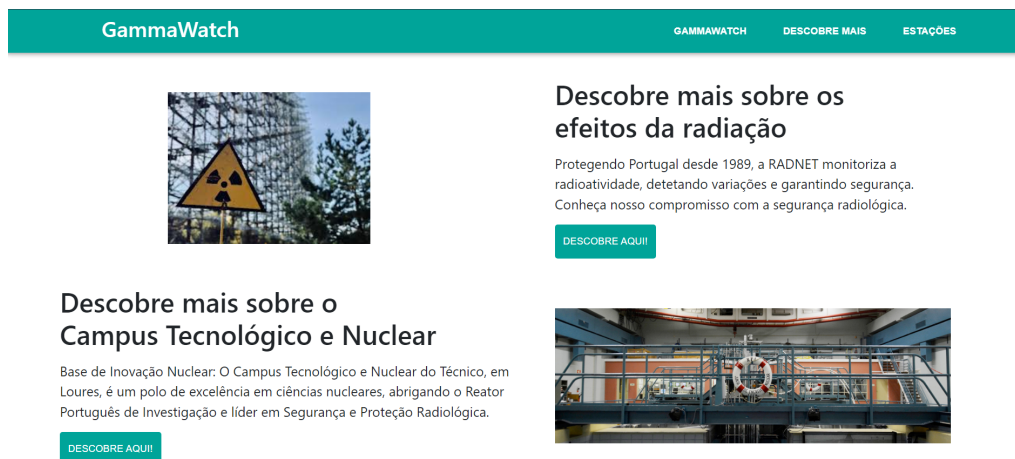 GammaWatch
GAMMAWATCH
DESCOBRE MAIS
ESTAÇÕES
Descobre mais sobre os
efeitos da radiação
Protegendo Portugal desde 1989, a RADNET monitoriza a
radioatividade, detetando variações e garantindo segurança.
Conheça nosso compromisso com a segurança radiológica.
DESCOBRE AQUI!
Descobre mais sobre o
Campus Tecnológico e Nuclear
Base de Inovação Nuclear: O Campus Tecnológico e Nuclear do Técnico, em
Loures, é um polo de excelência em ciências nucleares, abrigando o Reator
Português de Investigação e líder em Segurança e Proteção Radiológica.
DESCOBRE AQUI!